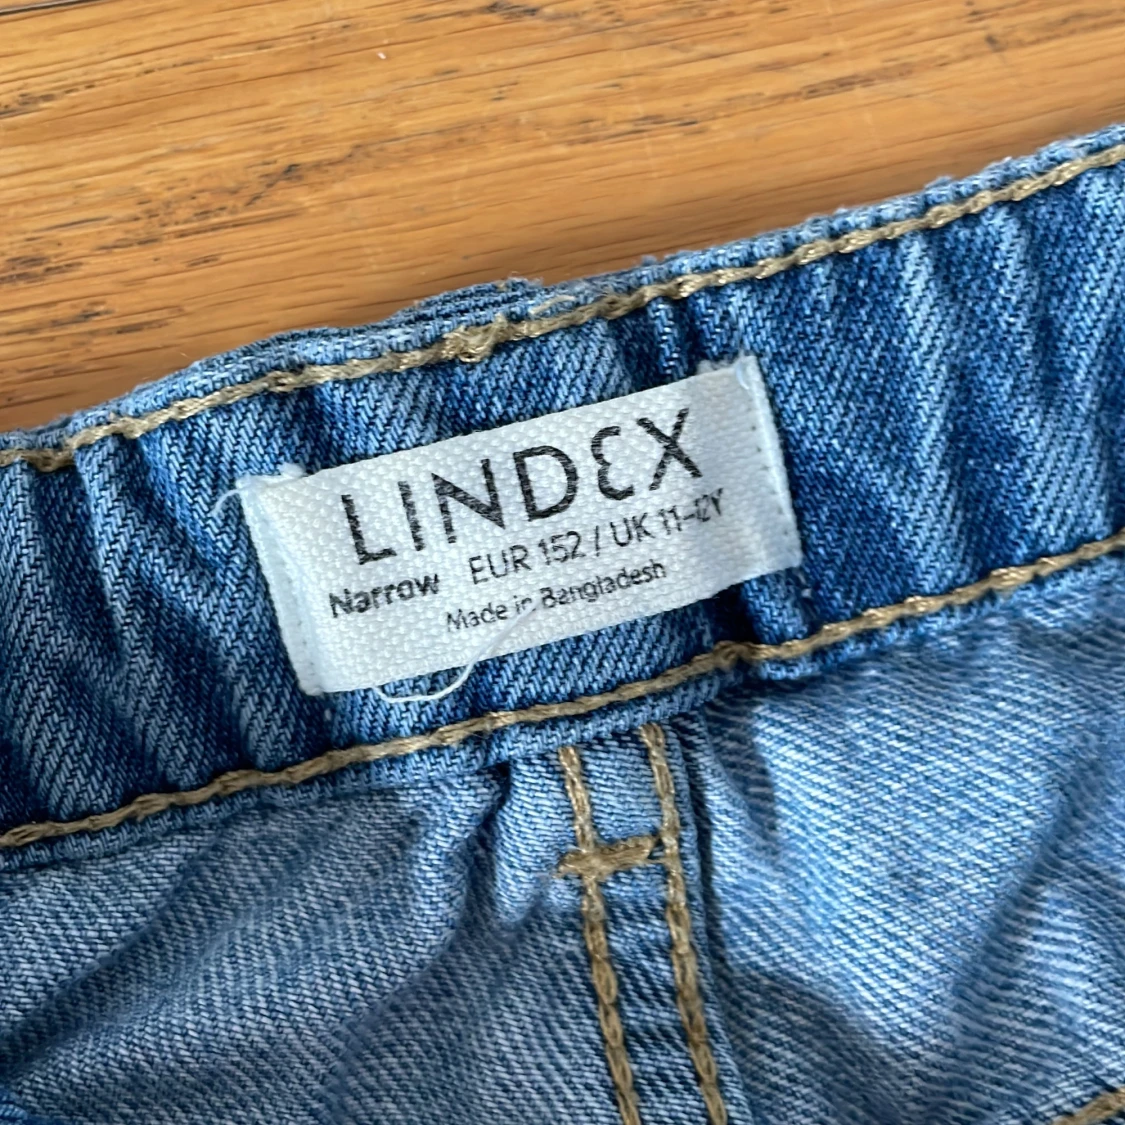 LINDEX
Narrow EUR 152 / UK 11-12Y
Made in Bangladesh